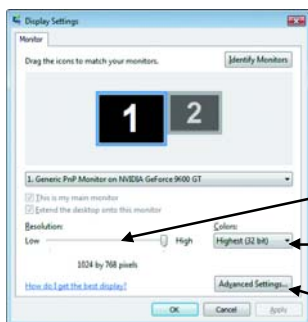 Display Settings
Monitor
Drag the icons to match your monitors.
Identify Monitors
1
2
1. Generic PnP Monitor on NVIDIA GeForce 9600 GT
This is my main monitor
Extend the desktop onto this monitor
Resolution:
Low
High
1024 by 768 pixels
Colors:
Highest (32 bit)
How do I get the best display?
Advanced Settings...
OK
Cancel
Apply